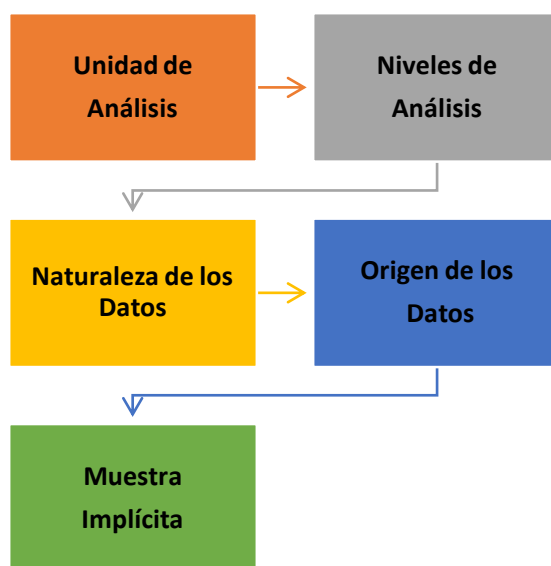 Unidad de
Análisis
Niveles de
Análisis
Naturaleza de los
Datos
Origen de los
Datos
Muestra
Implícita